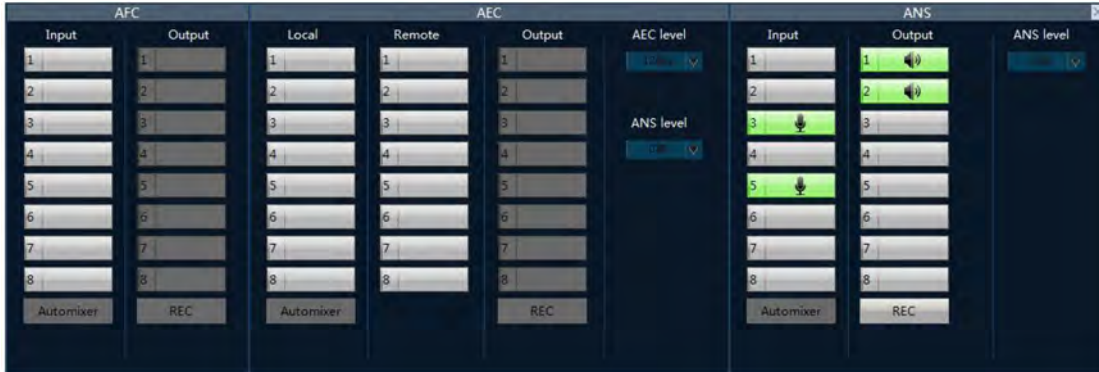 AFC AEC ANS
Input Output Local Remote Output AEC level Input Output ANS level
1 1 1 1 1 1 1
2 2 2 2 2 2 2
3 3 3 3 3 ANS level 3 3
4 4 4 4 4 4 4
5 5 5 5 5 5 5
6 6 6 6 6 6 6
7 7 7 7 7 7 7
8 8 8 8 8 8 8
Automixer REC Automixer REC Automixer REC